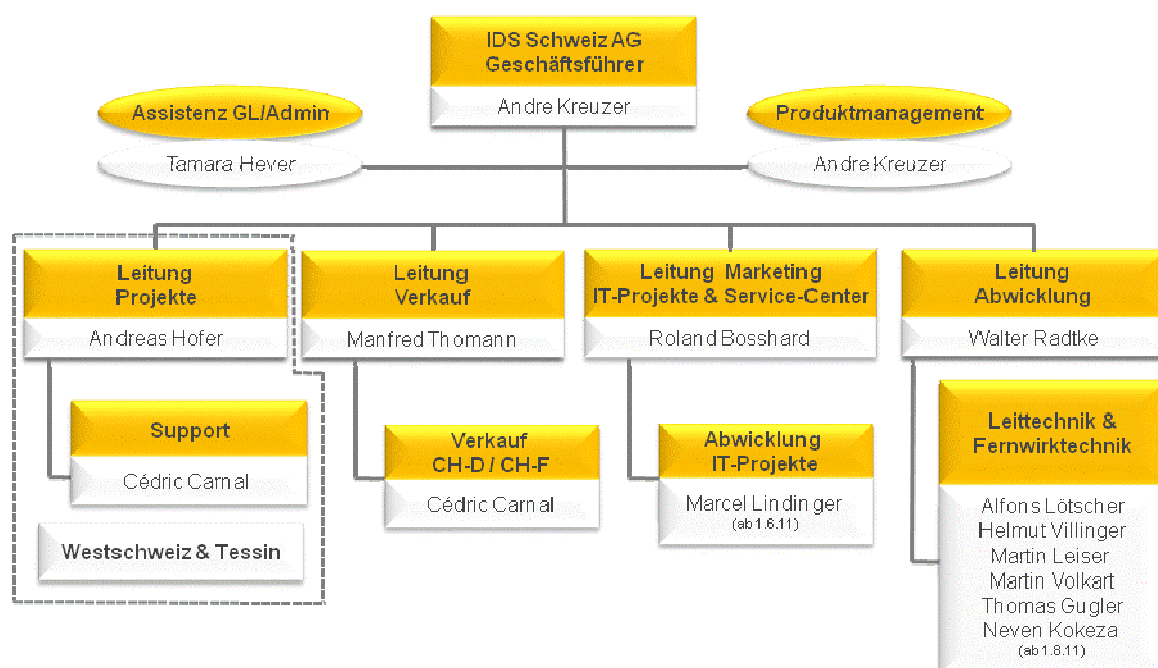 IDS Schweiz AG
Geschäftsführer
Andre Kreuzer
Assistenz GL/Admin
Tamara Hever
Produktmanagement
Andre Kreuzer
Leitung
Projekte
Andreas Hofer
Support
Cédric Carnal
Westschweiz & Tessin
Leitung
Verkauf
Manfred Thomann
Verkauf
CH-D / CH-F
Cédric Carnal
Leitung Marketing
IT-Projekte & Service-Center
Roland Bosshard
Abwicklung
IT-Projekte
Marcel Lindinger
(ab 1.6.11)
Leitung
Abwicklung
Walter Radtke
Leittechnik &
Fernwirktechnik
Alfons Lötscher
Helmut Villinger
Martin Leiser
Martin Volkart
Thomas Gugler
Neven Kokeza
(ab 1.8.11)